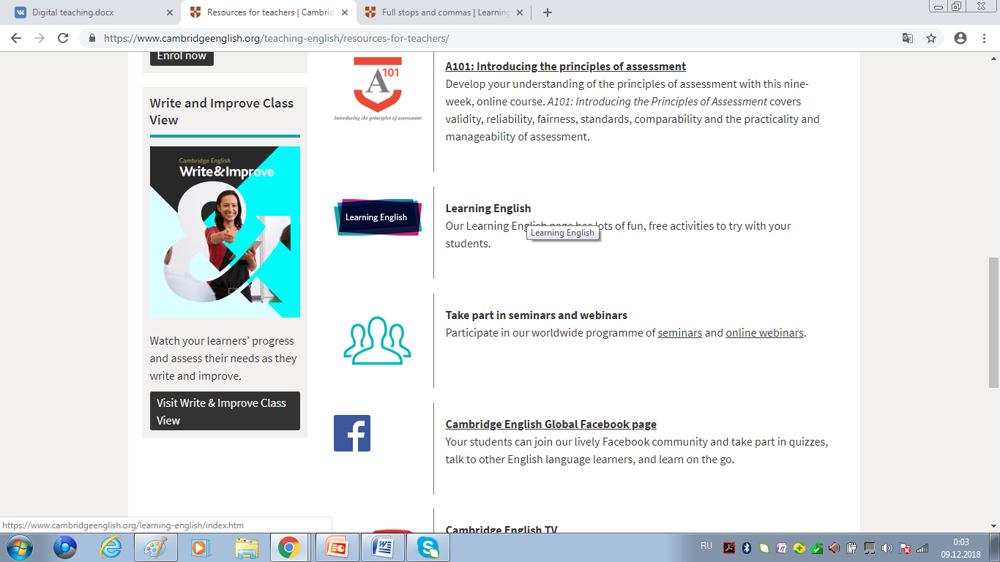 Digital teaching.docx
Resources for teachers | Cambrid
Full stops and commas | Learning
https://www.cambridgeenglish.org/teaching-english/resources-for-teachers/
Enrol now
Write and Improve Class
View
Cambridge English
Write&Improve
Watch your learners’ progress
and assess their needs as they
write and improve.
Visit Write & Improve Class
View
A101
Introducing the principles of assessment
A101: Introducing the principles of assessment
Develop your understanding of the principles of assessment with this nine-
week, online course. A101: Introducing the Principles of Assessment covers
validity, reliability, fairness, standards, comparability and the practicality and
manageability of assessment.
Learning English
Learning English
Our Learning English page has lots of fun, free activities to try with your
students.
Learning English
Take part in seminars and webinars
Participate in our worldwide programme of seminars and online webinars.
Cambridge English Global Facebook page
Your students can join our lively Facebook community and take part in quizzes,
talk to other English language learners, and learn on the go.
Cambridge English TV
https://www.cambridgeenglish.org/learning-english/index.htm
RU
0:03
09.12.2018